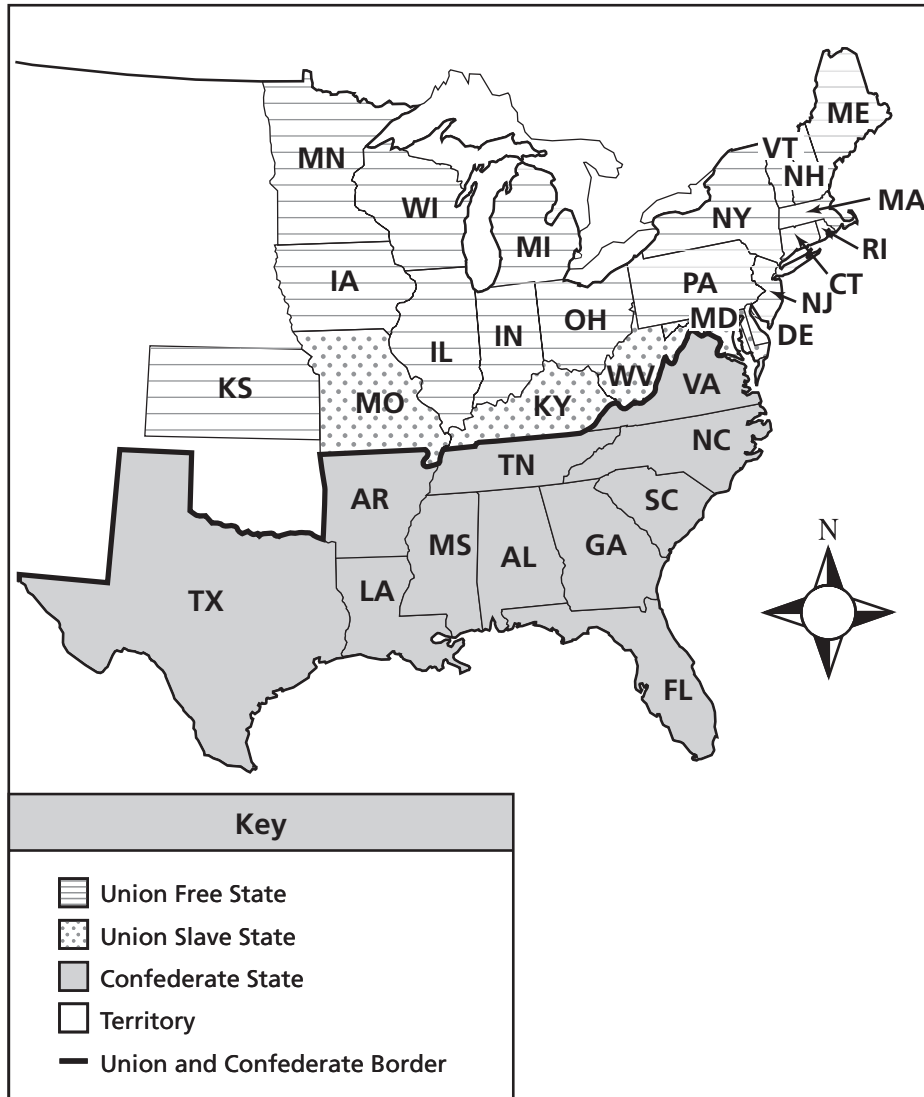 ME
VT
MN
NH
MA
WI
NY
MI
RI
CT
IA
PA
NJ
OH
MD
DE
IN
IL
WV
KS
VA
MO
KY
NC
TN
AR
SC
MS
GA
AL
N
LA
TX
FL
Key
Union Free State
Union Slave State
Confederate State
Territory
Union and Confederate Border